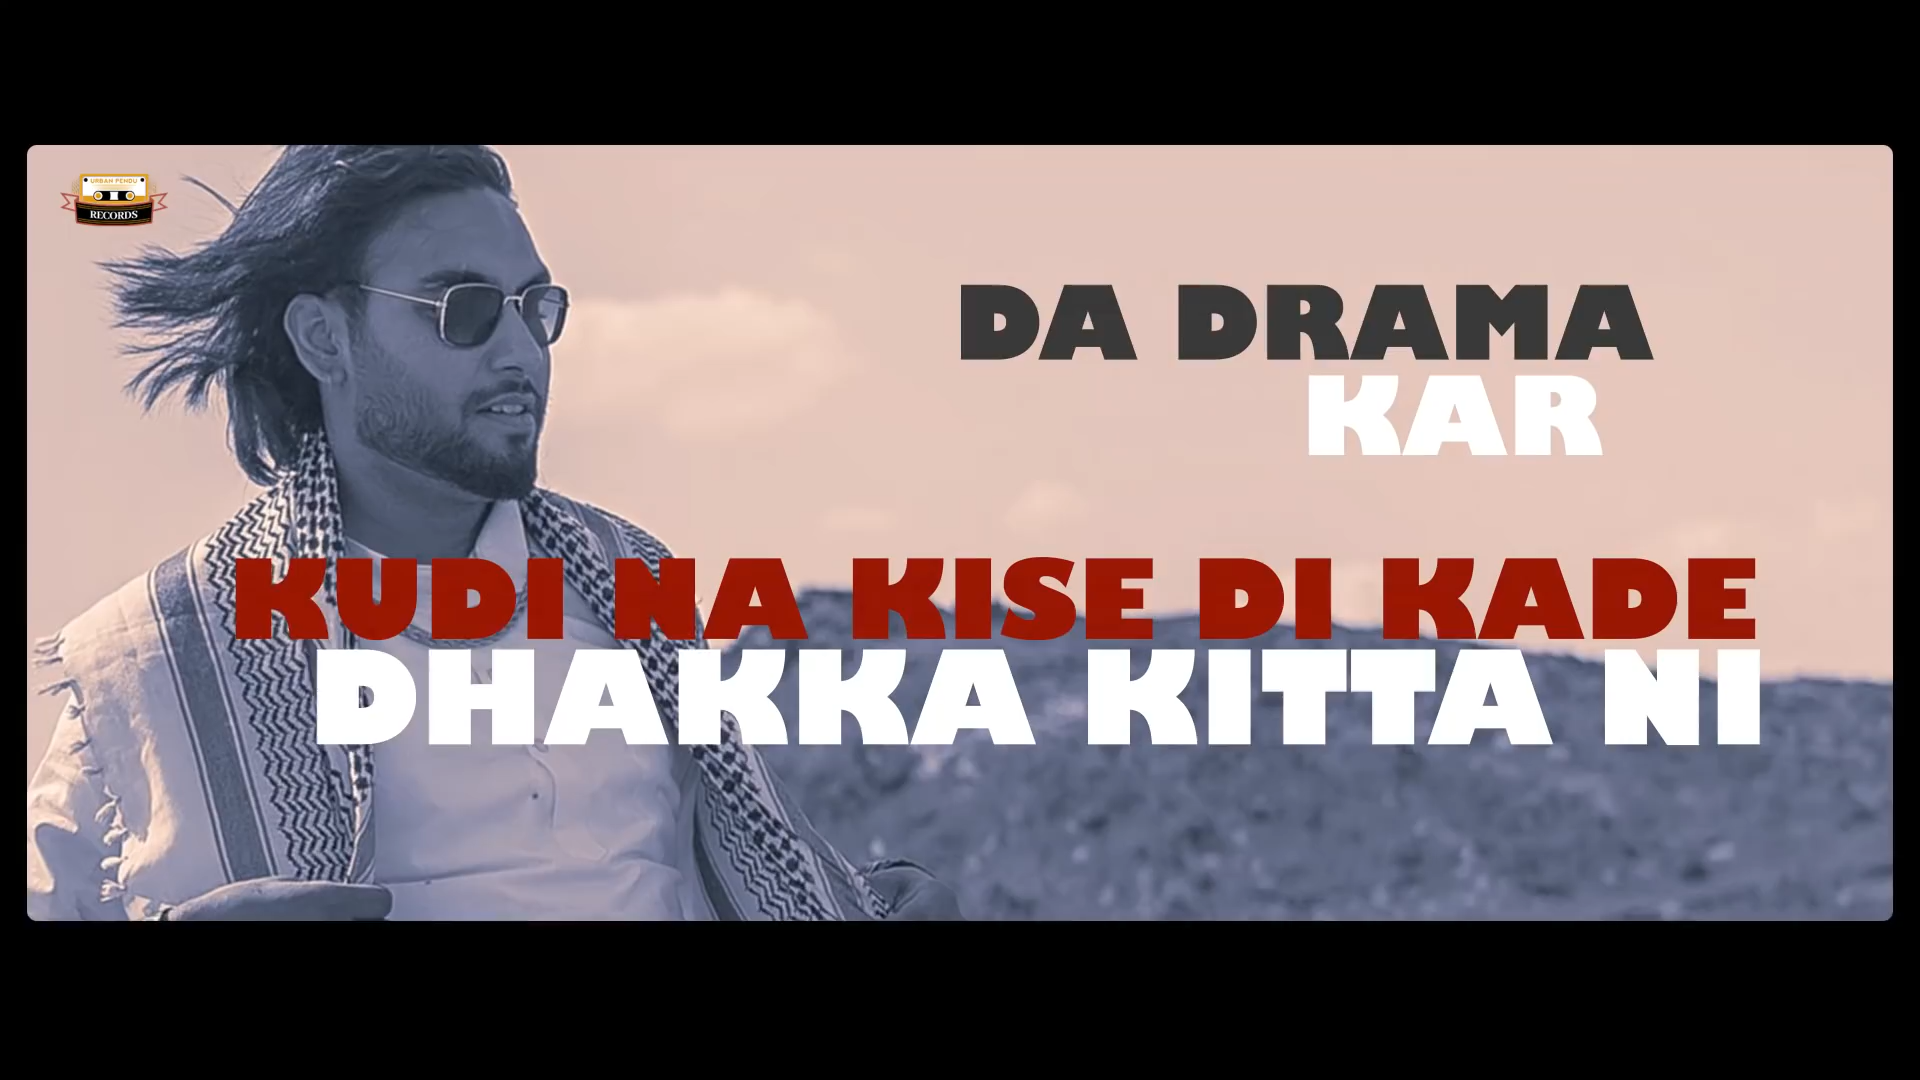 URBAN PENDU
RECORDS
DA DRAMA
KAR
KUDI NA KISE DI KADE
DHAKKA KITTA NI